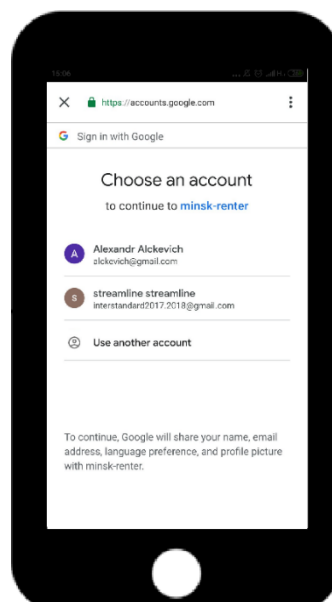 16:06
https://accounts.google.com
Sign in with Google
Choose an account
to continue to minsk-renter
A
Alexandr Alckevich
alckevich@gmail.com
s
streamline streamline
interstandard2017.2018@gmail.com
Use another account
To continue, Google will share your name, email
address, language preference, and profile picture
with minsk-renter.